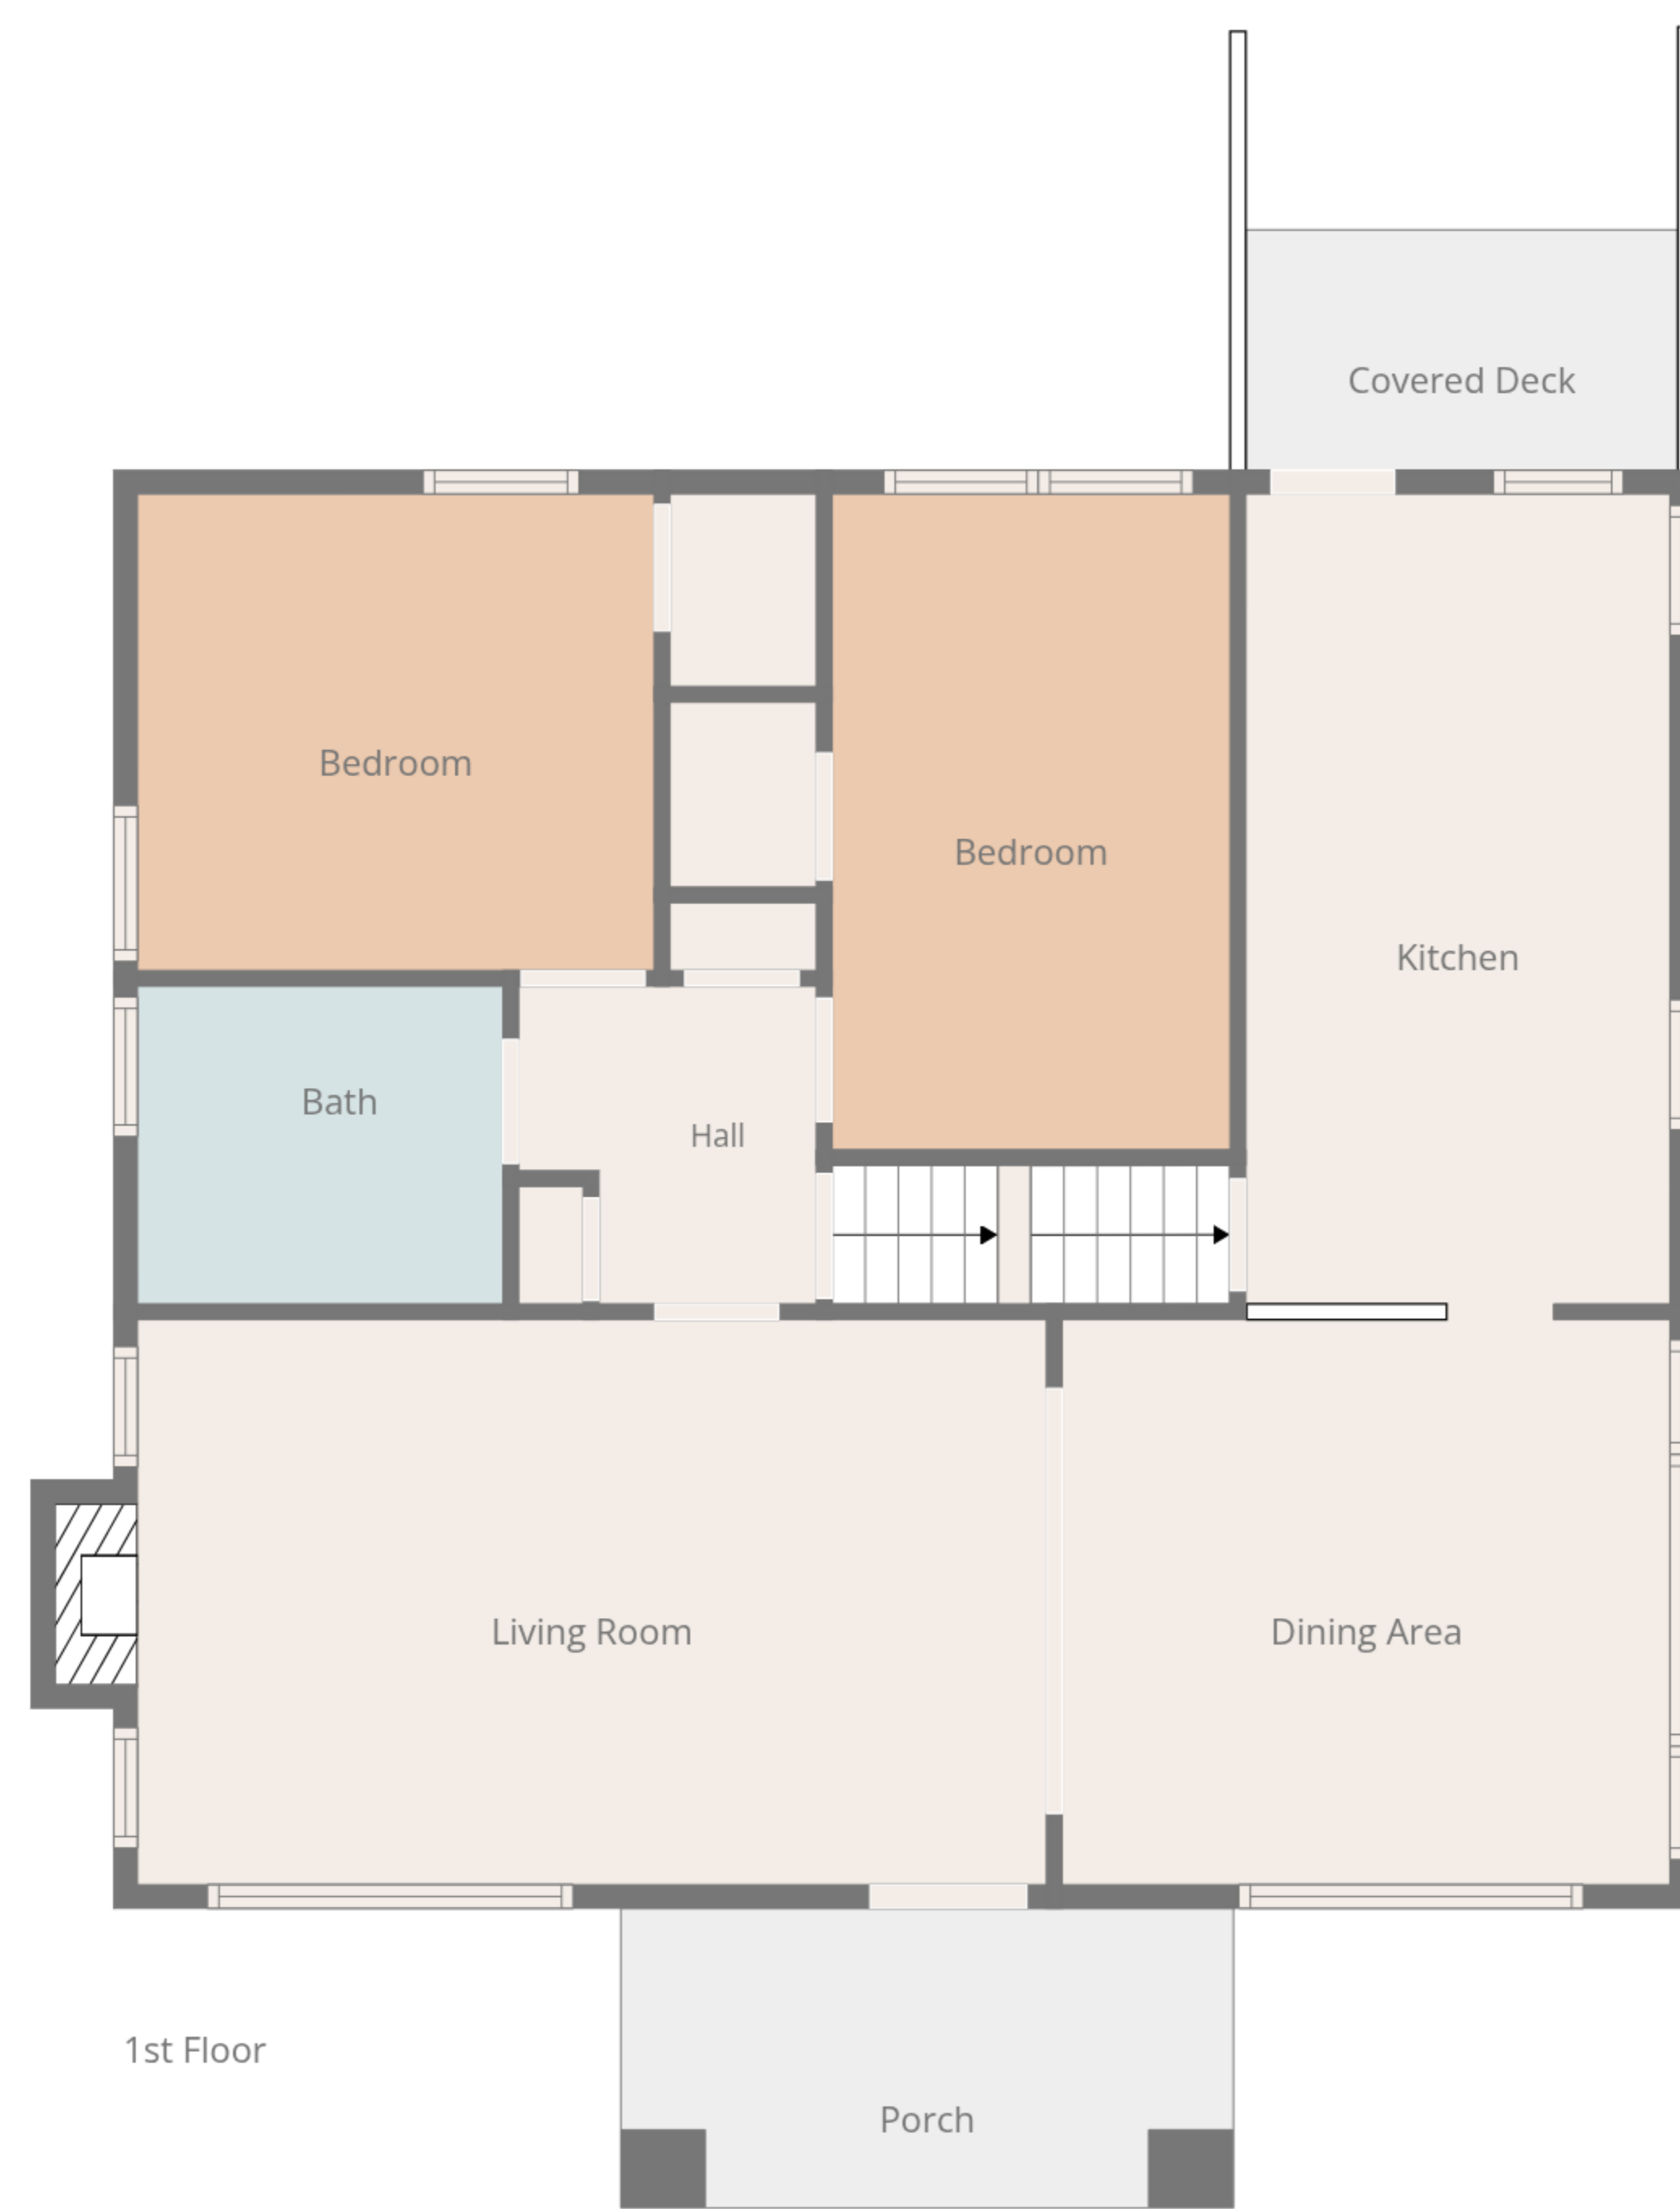 Covered Deck
Bedroom
Bedroom
Kitchen
Bath
Hall
Living Room
Dining Area
1st Floor
Porch